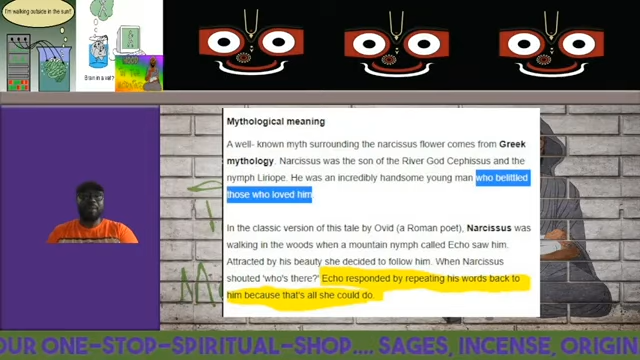 I'm walking outside in the sun!!
Brain in a vat?
Mythological meaning
A well- known myth surrounding the narcissus flower comes from Greek
mythology. Narcissus was the son of the River God Cephissus and the
nymph Liriope. He was an incredibly handsome young man who belittled
those who loved him
In the classic version of this tale by Ovid (a Roman poet), Narcissus was
walking in the woods when a mountain nymph called Echo saw him.
Attracted by his beauty she decided to follow him. When Narcissus
shouted 'who's there?' Echo responded by repeating his words back to
him because that's all she could do.
OUR ONE-STOP-SPIRITUAL-SHOP.... SAGES, INCENSE, ORIGIN